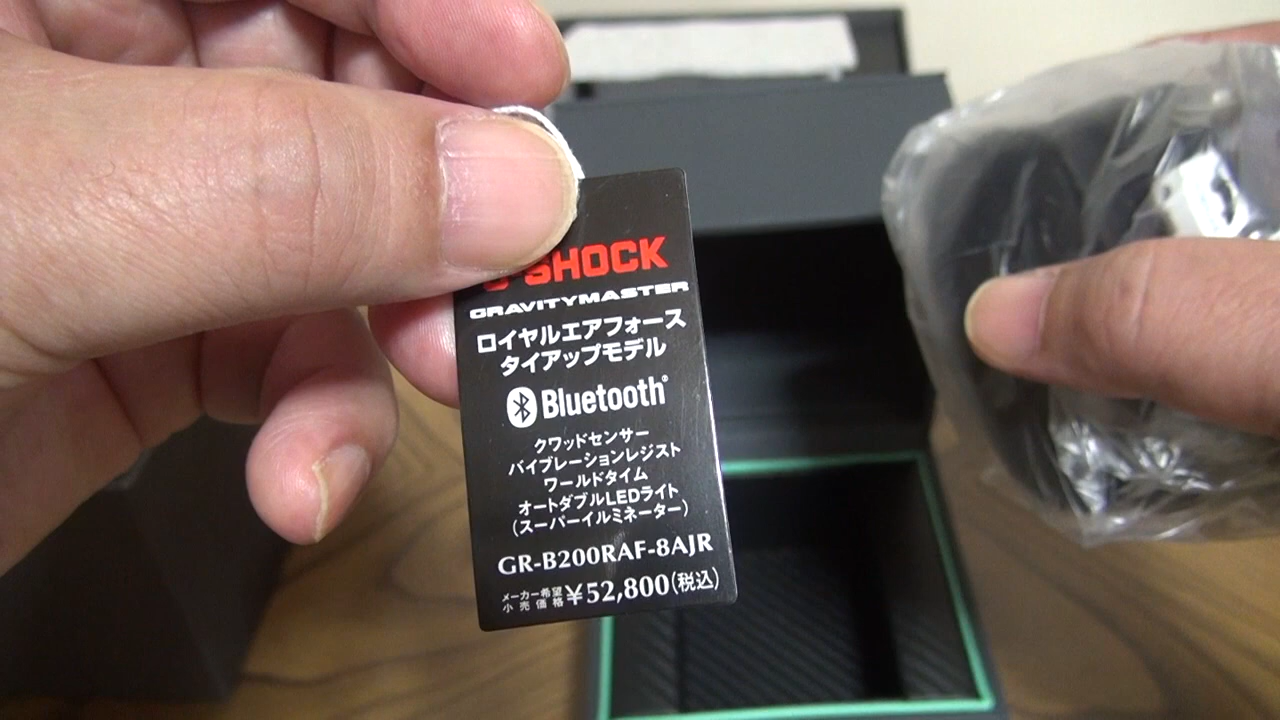 SHOCK
GRAVITYMASTER
ロイヤルエアフォース
タイアップモデル
Bluetooth®
クワッドセンサー
バイブレーションレジスト
ワールドタイム
オートダブルLEDライト
(スーパーイルミネーター)
GR-B200RAF-8AJR
メーカー希望小売価格 ¥52,800(税込)